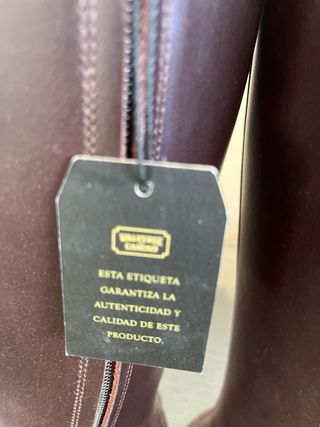 ESTA ETIQUETA
GARANTIZA LA
AUTENTICIDAD Y
CALIDAD DE ESTE
PRODUCTO.